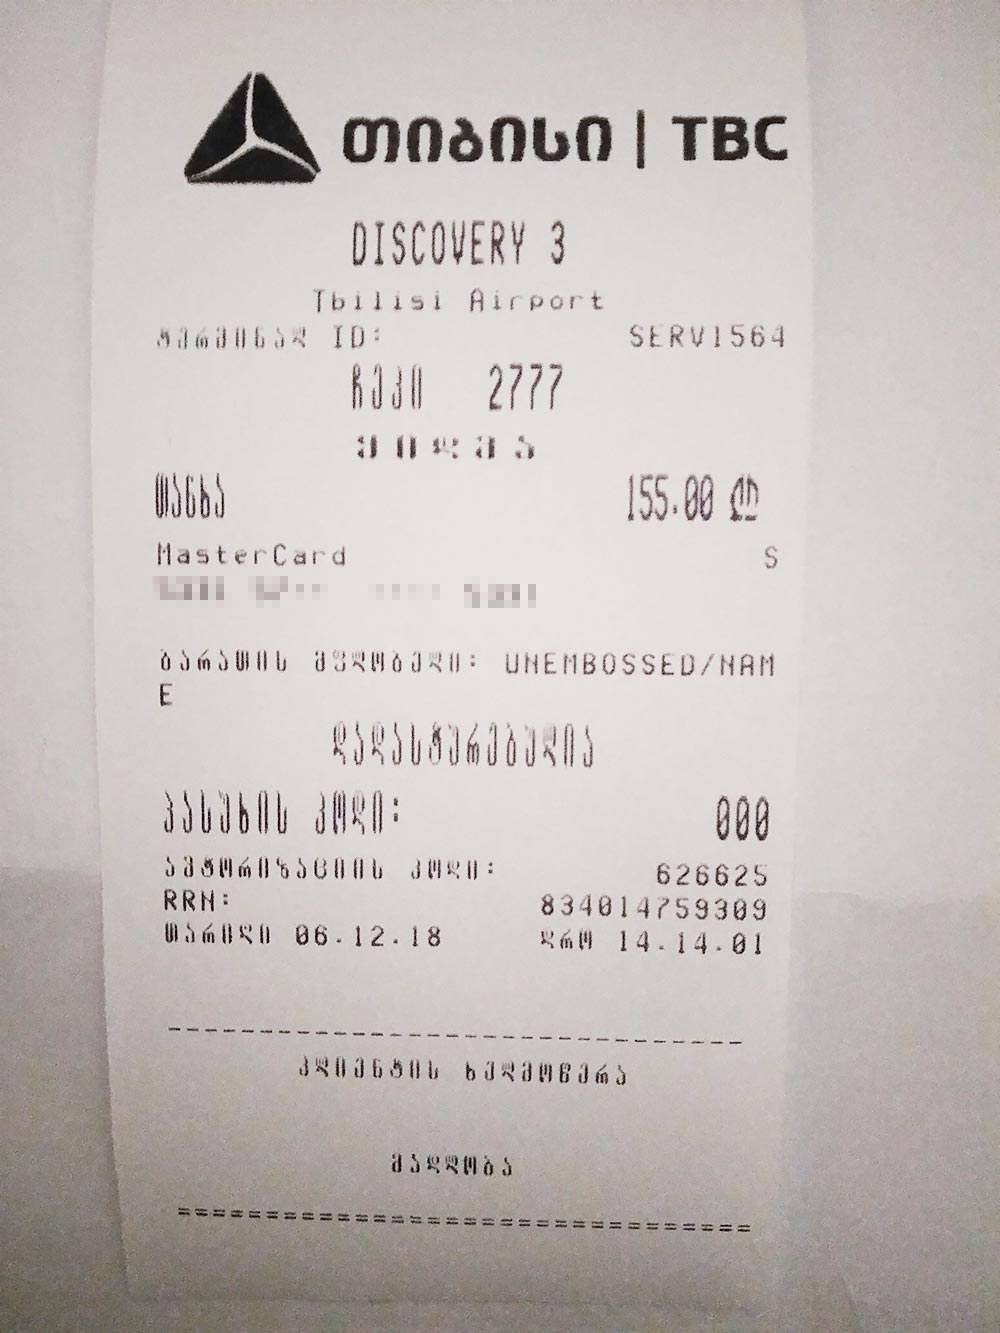 თიბისი | TBC
DISCOVERY 3
Tbilisi Airport
ტერმინალ ID: SERV1564
ჩეკი 2777
თანხა 155.00 ₾
MasterCard S
ბარათის მფლობელი: UNEMBOSSED/NAM
E
დადასტურებულია
პასუხის კოდი: 000
ავტორიზაციის კოდი: 626625
RRN: 834014759309
თარიღი 06.12.18 დრო 14.14.01
კლიენტის ხელმოწერა
მადლობა